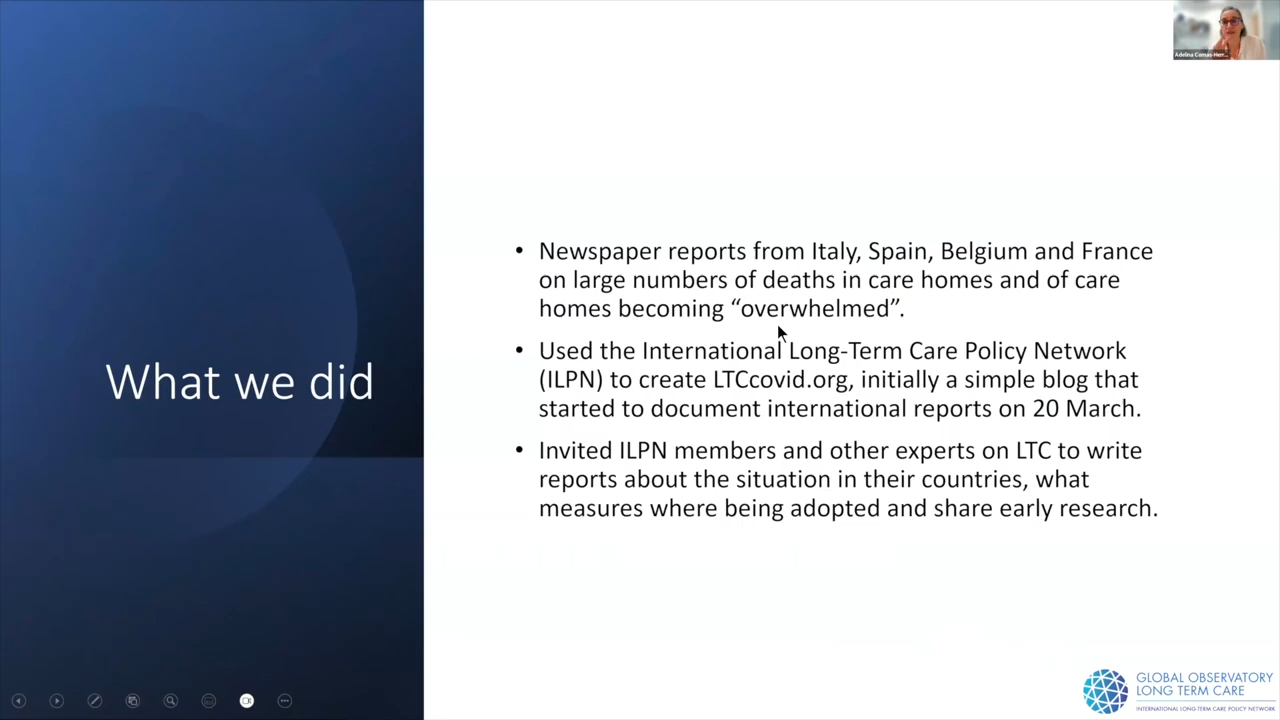 Adelina Comas-Herr...
What we did
• Newspaper reports from Italy, Spain, Belgium and France
on large numbers of deaths in care homes and of care
homes becoming “overwhelmed”.
• Used the International Long-Term Care Policy Network
(ILPN) to create LTCcovid.org, initially a simple blog that
started to document international reports on 20 March.
• Invited ILPN members and other experts on LTC to write
reports about the situation in their countries, what
measures where being adopted and share early research.
GLOBAL OBSERVATORY
LONG TERM CARE
INTERNATIONAL LONG-TERM CARE POLICY NETWORK